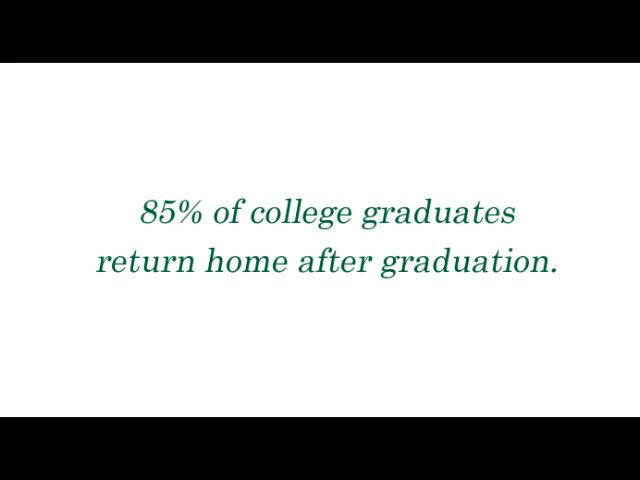 85% of college graduates
return home after graduation.